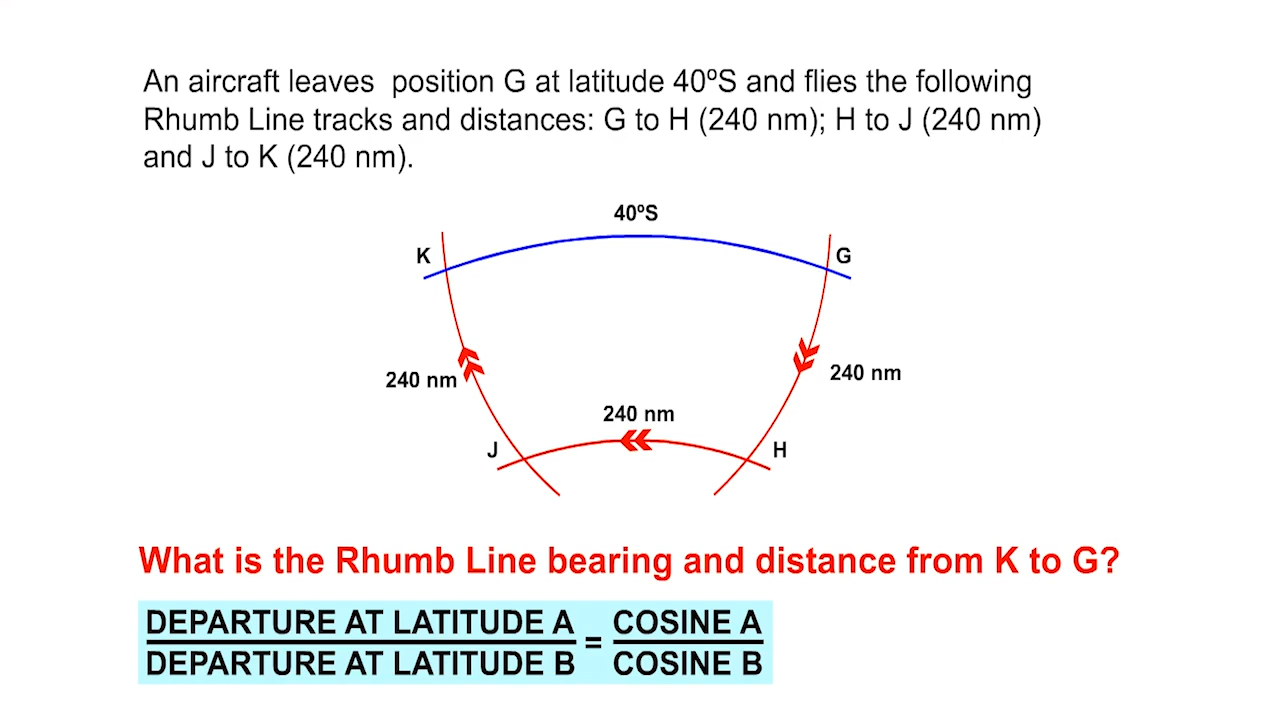 An aircraft leaves  position G at latitude 40ºS and flies the following
Rhumb Line tracks and distances: G to H (240 nm); H to J (240 nm)
and J to K (240 nm).
40ºS
K
G
240 nm
240 nm
240 nm
J
H
What is the Rhumb Line bearing and distance from K to G?
DEPARTURE AT LATITUDE A
DEPARTURE AT LATITUDE B
=
COSINE A
COSINE B